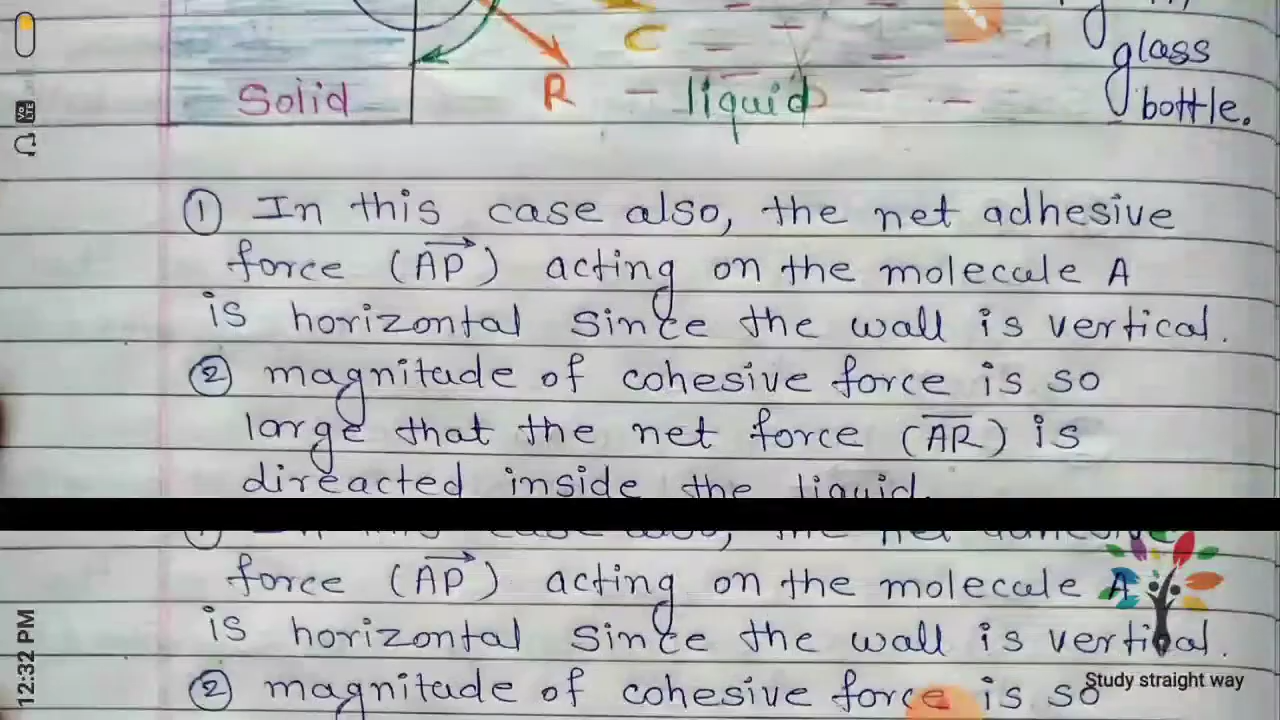 C
glass
Solid
R
liquid
bottle.
① In this case also, the net adhesive
force (AP) acting on the molecule A
is horizontal since the wall is vertical.
② magnitude of cohesive force is so
large that the net force (AR) is
direacted inside the liquid.
force (AP) acting on the molecule A
is horizontal since the wall is vertical.
② magnitude of cohesive force is so
Study straight way
12:32 PM